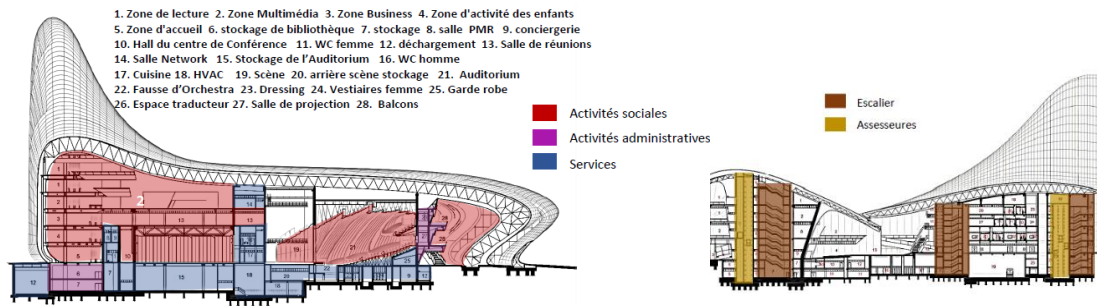 1. Zone de lecture 2. Zone Multimédia 3. Zone Business 4. Zone d'activité des enfants
5. Zone d'accueil 6. stockage de bibliothèque 7. stockage 8. salle PMR 9. conciergerie
10. Hall du centre de Conférence 11. WC femme 12. déchargement 13. Salle de réunions
14. Salle Network 15. Stockage de l'Auditorium 16. WC homme
17. Cuisine 18. HVAC 19. Scène 20. arrière scène stockage 21. Auditorium
22. Fausse d'Orchestra 23. Dressing 24. Vestiaires femme 25. Garde robe
26. Espace traducteur 27. Salle de projection 28. Balcons
Activités sociales
Activités administratives
Services
Escalier
Assesseures
2